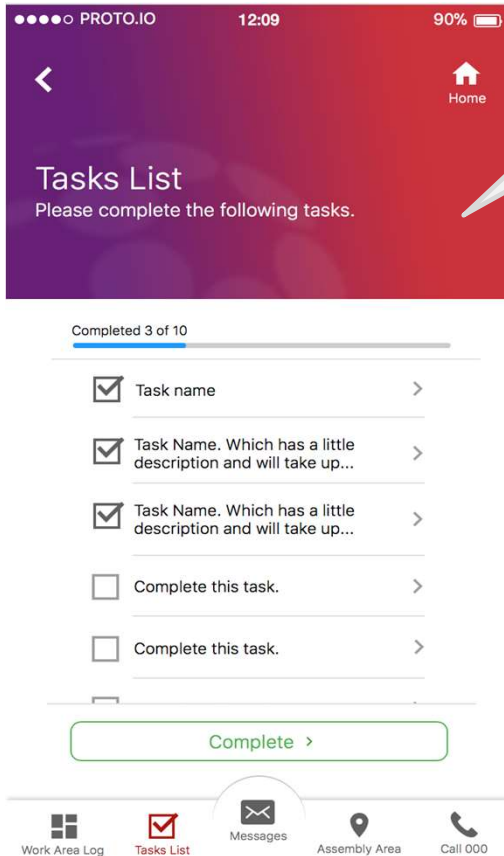 PROTO.IO 12:09 90%
Home
Tasks List
Please complete the following tasks.
Completed 3 of 10
Task name
Task Name. Which has a little
description and will take up...
Task Name. Which has a little
description and will take up...
Complete this task.
Complete this task.
Complete >
Work Area Log Tasks List Messages Assembly Area Call 000